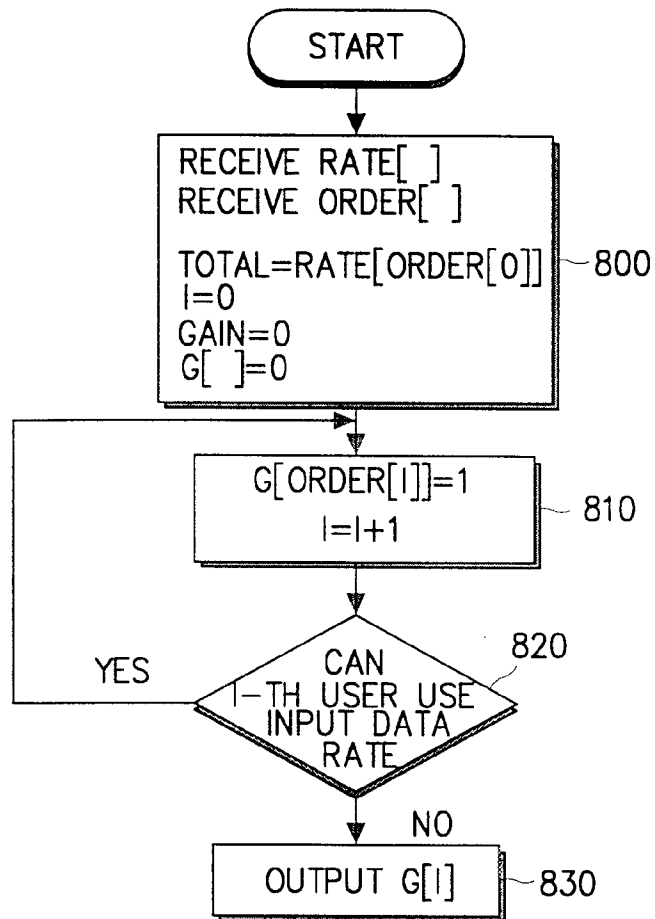 START
RECEIVE RATE[ ]
RECEIVE ORDER[ ]
TOTAL=RATE[ORDER[0]]
I=0
GAIN=0
G[ ]=0
800
G[ORDER[I]]=1
I=I+1
810
YES
820
CAN
I-TH USER USE
INPUT DATA
RATE
NO
OUTPUT G[I]
830